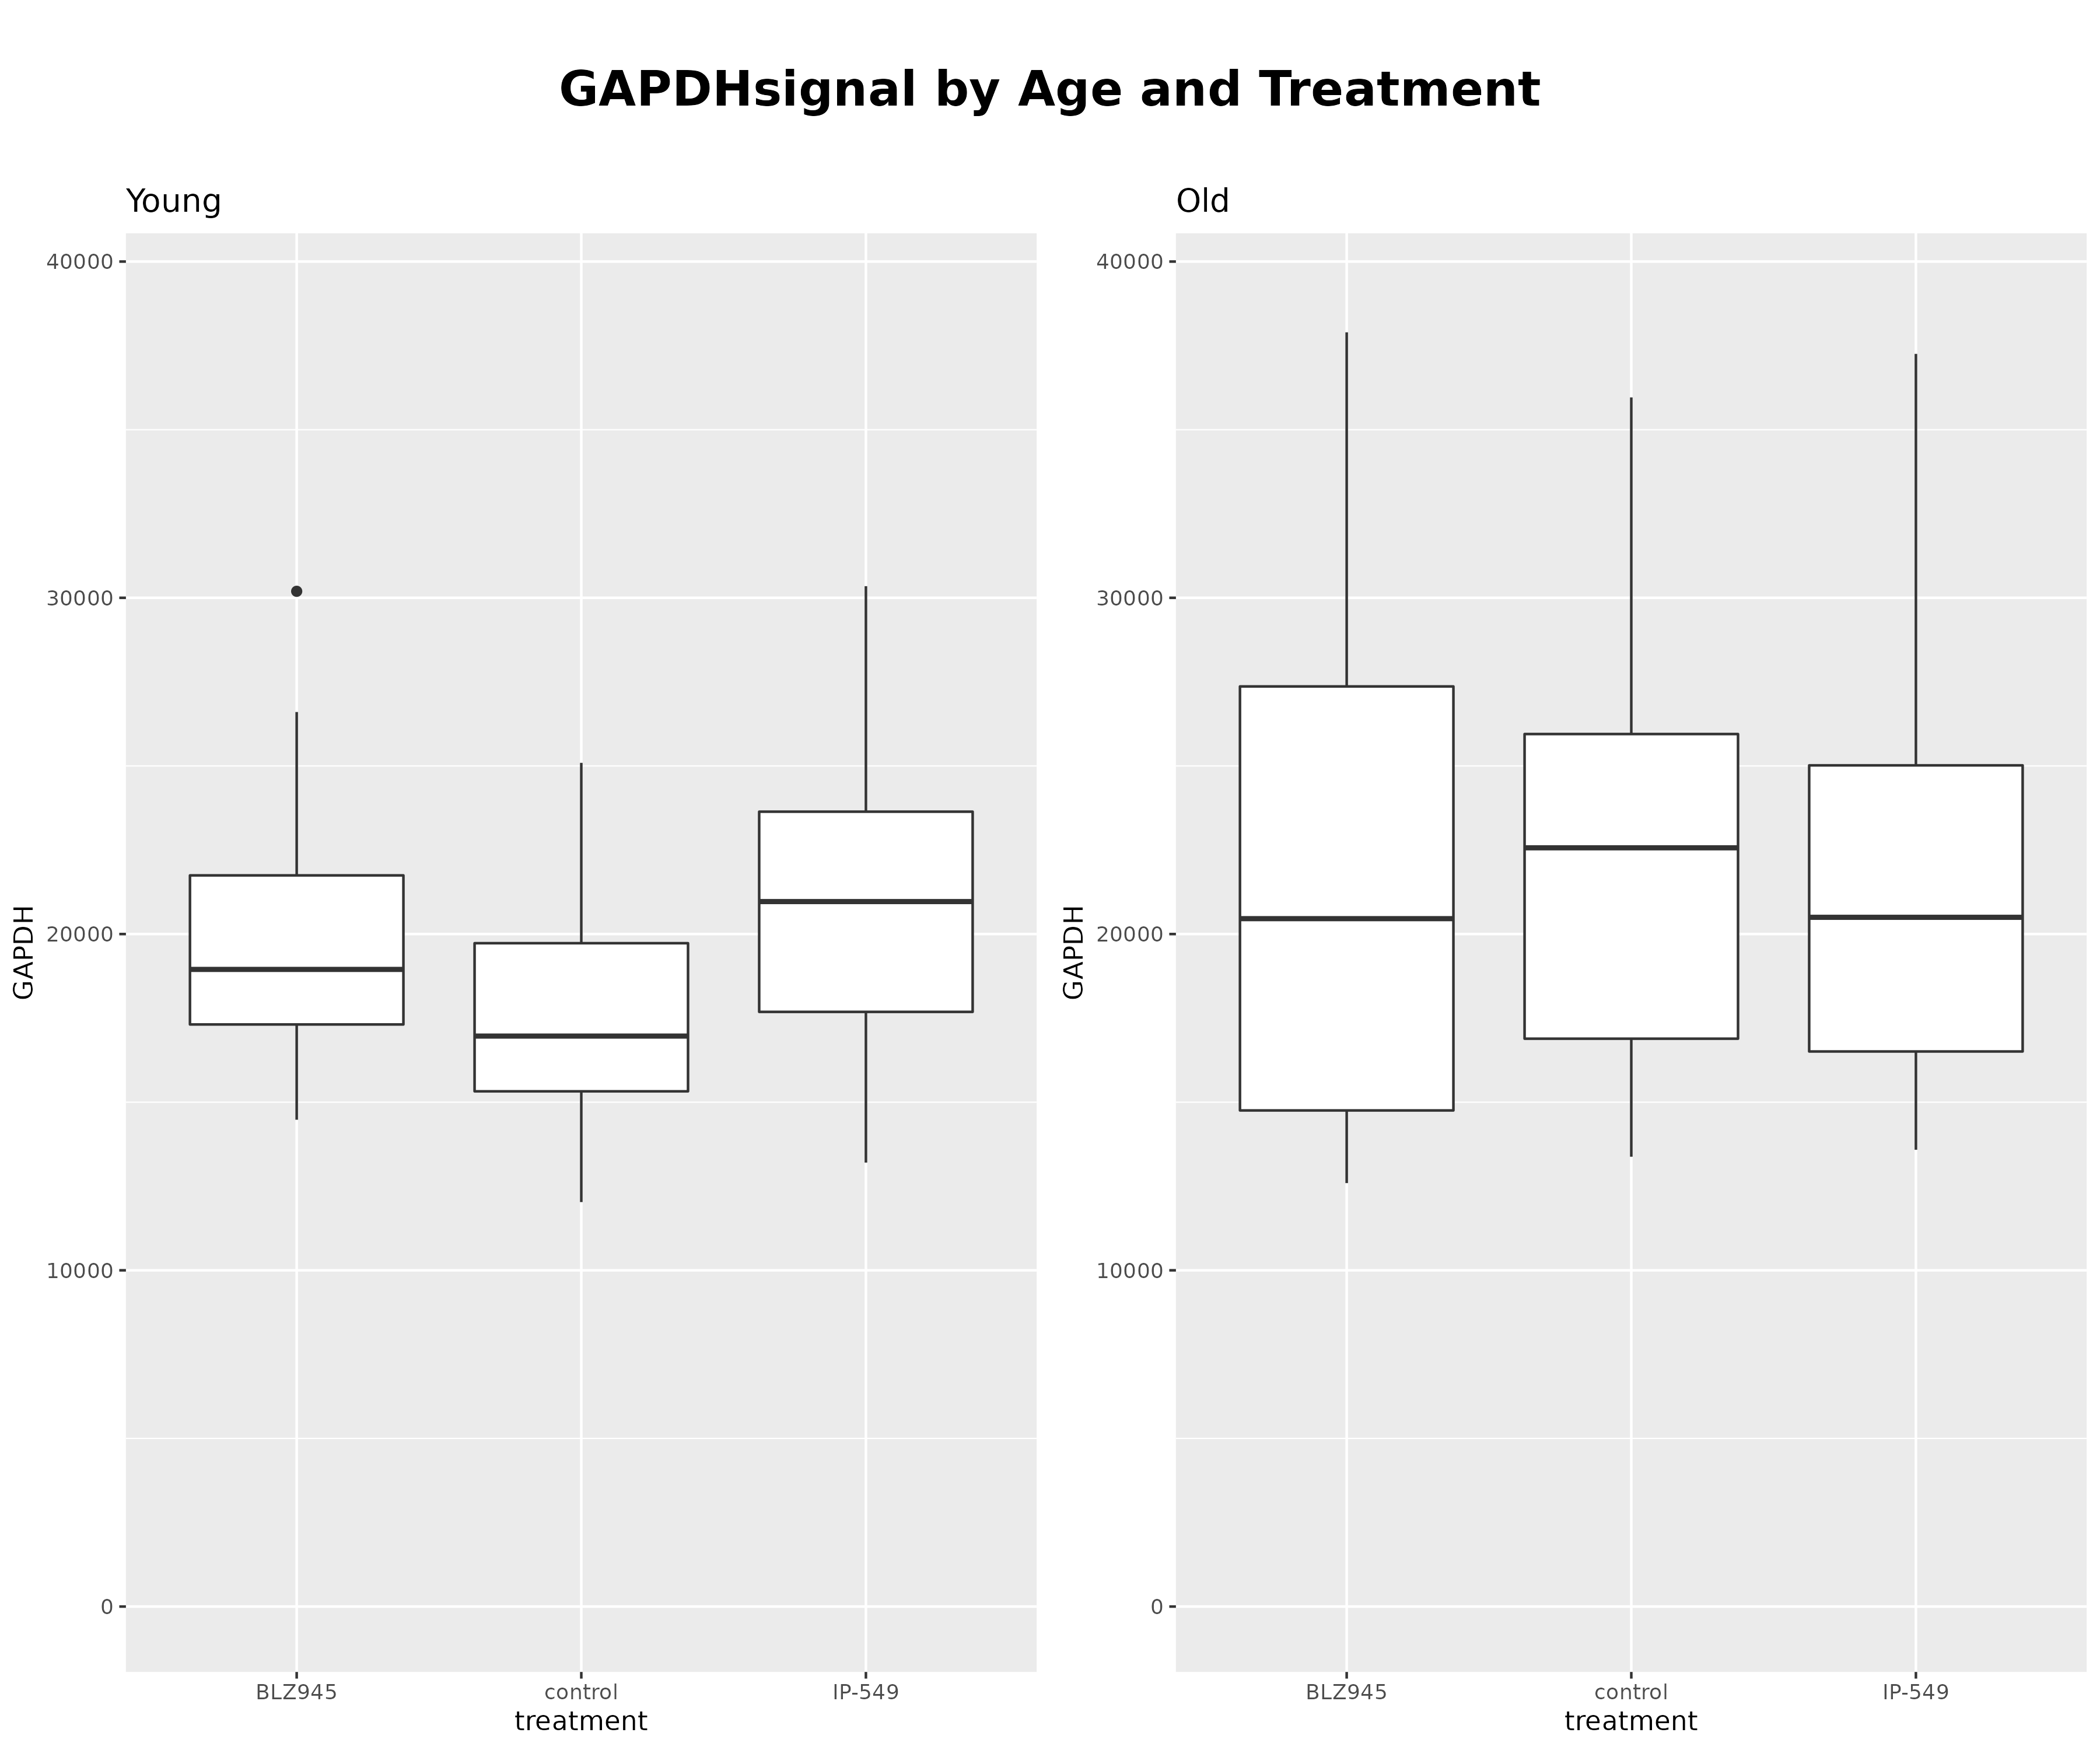 GAPDHsignal by Age and Treatment
Young
40000
30000
20000
10000
0
GAPDH
BLZ945
control
IP-549
treatment
Old
40000
30000
20000
10000
0
GAPDH
BLZ945
control
IP-549
treatment